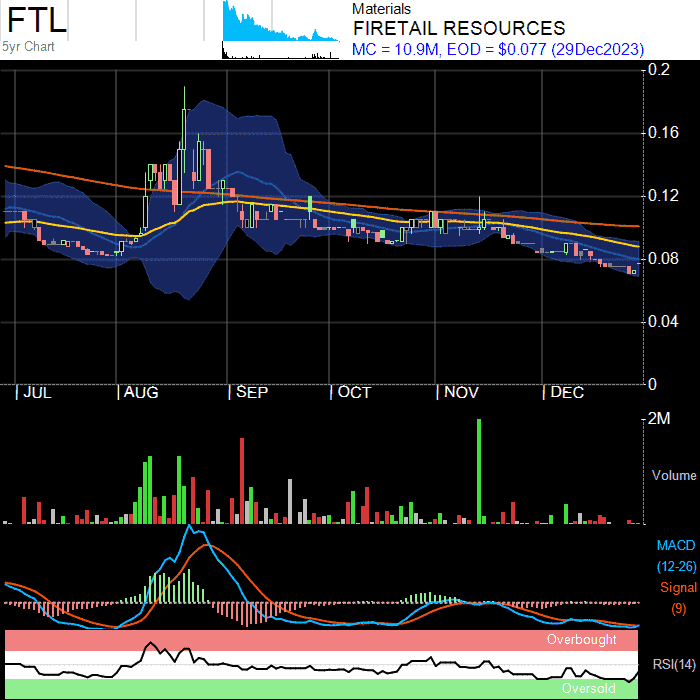 FTL
5yr Chart
Materials
FIRETAIL RESOURCES
MC = 10.9M, EOD = $0.077 (29Dec2023)
0.2
0.16
0.12
0.08
0.04
0
JUL AUG SEP OCT NOV DEC
2M
Volume
MACD
(12-26)
Signal
(9)
Overbought
RSI(14)
Oversold